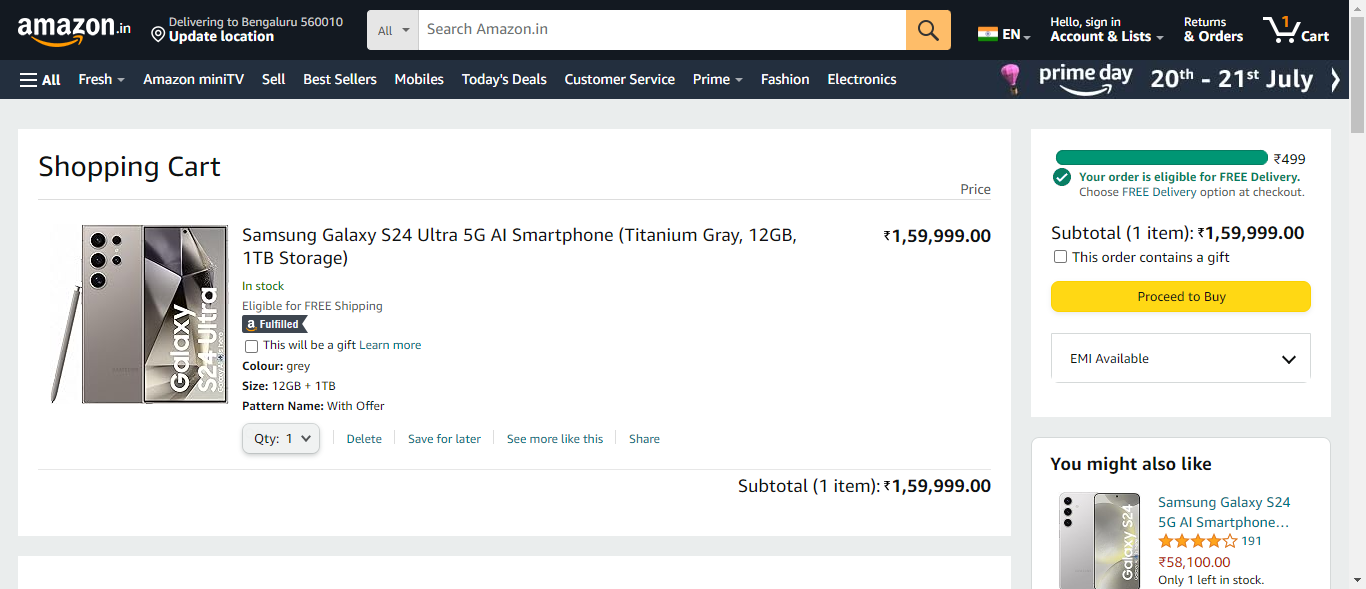 amazon.in
Delivering to Bengaluru 560010
Update location
All
Search Amazon.in
EN
Hello, sign in
Account & Lists
Returns
& Orders
1
Cart
All
Fresh
Amazon miniTV
Sell
Best Sellers
Mobiles
Today's Deals
Customer Service
Prime
Fashion
Electronics
prime day
20th - 21st July
Shopping Cart
Price
Galaxy
S24 Ultra
Samsung Galaxy S24 Ultra 5G AI Smartphone (Titanium Gray, 12GB,
1TB Storage)
₹1,59,999.00
In stock
Eligible for FREE Shipping
a Fulfilled
This will be a gift Learn more
Colour: grey
Size: 12GB + 1TB
Pattern Name: With Offer
Qty: 1
Delete
Save for later
See more like this
Share
Subtotal (1 item): ₹1,59,999.00
₹499
Your order is eligible for FREE Delivery.
Choose FREE Delivery option at checkout.
Subtotal (1 item): ₹1,59,999.00
This order contains a gift
Proceed to Buy
EMI Available
You might also like
Galaxy S24
Samsung Galaxy S24
5G AI Smartphone…
191
₹58,100.00
Only 1 left in stock.